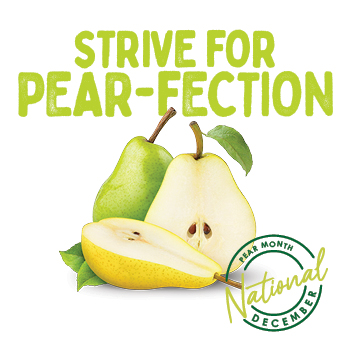 STRIVE FOR
PEAR-FECTION
PEAR MONTH
National
DECEMBER